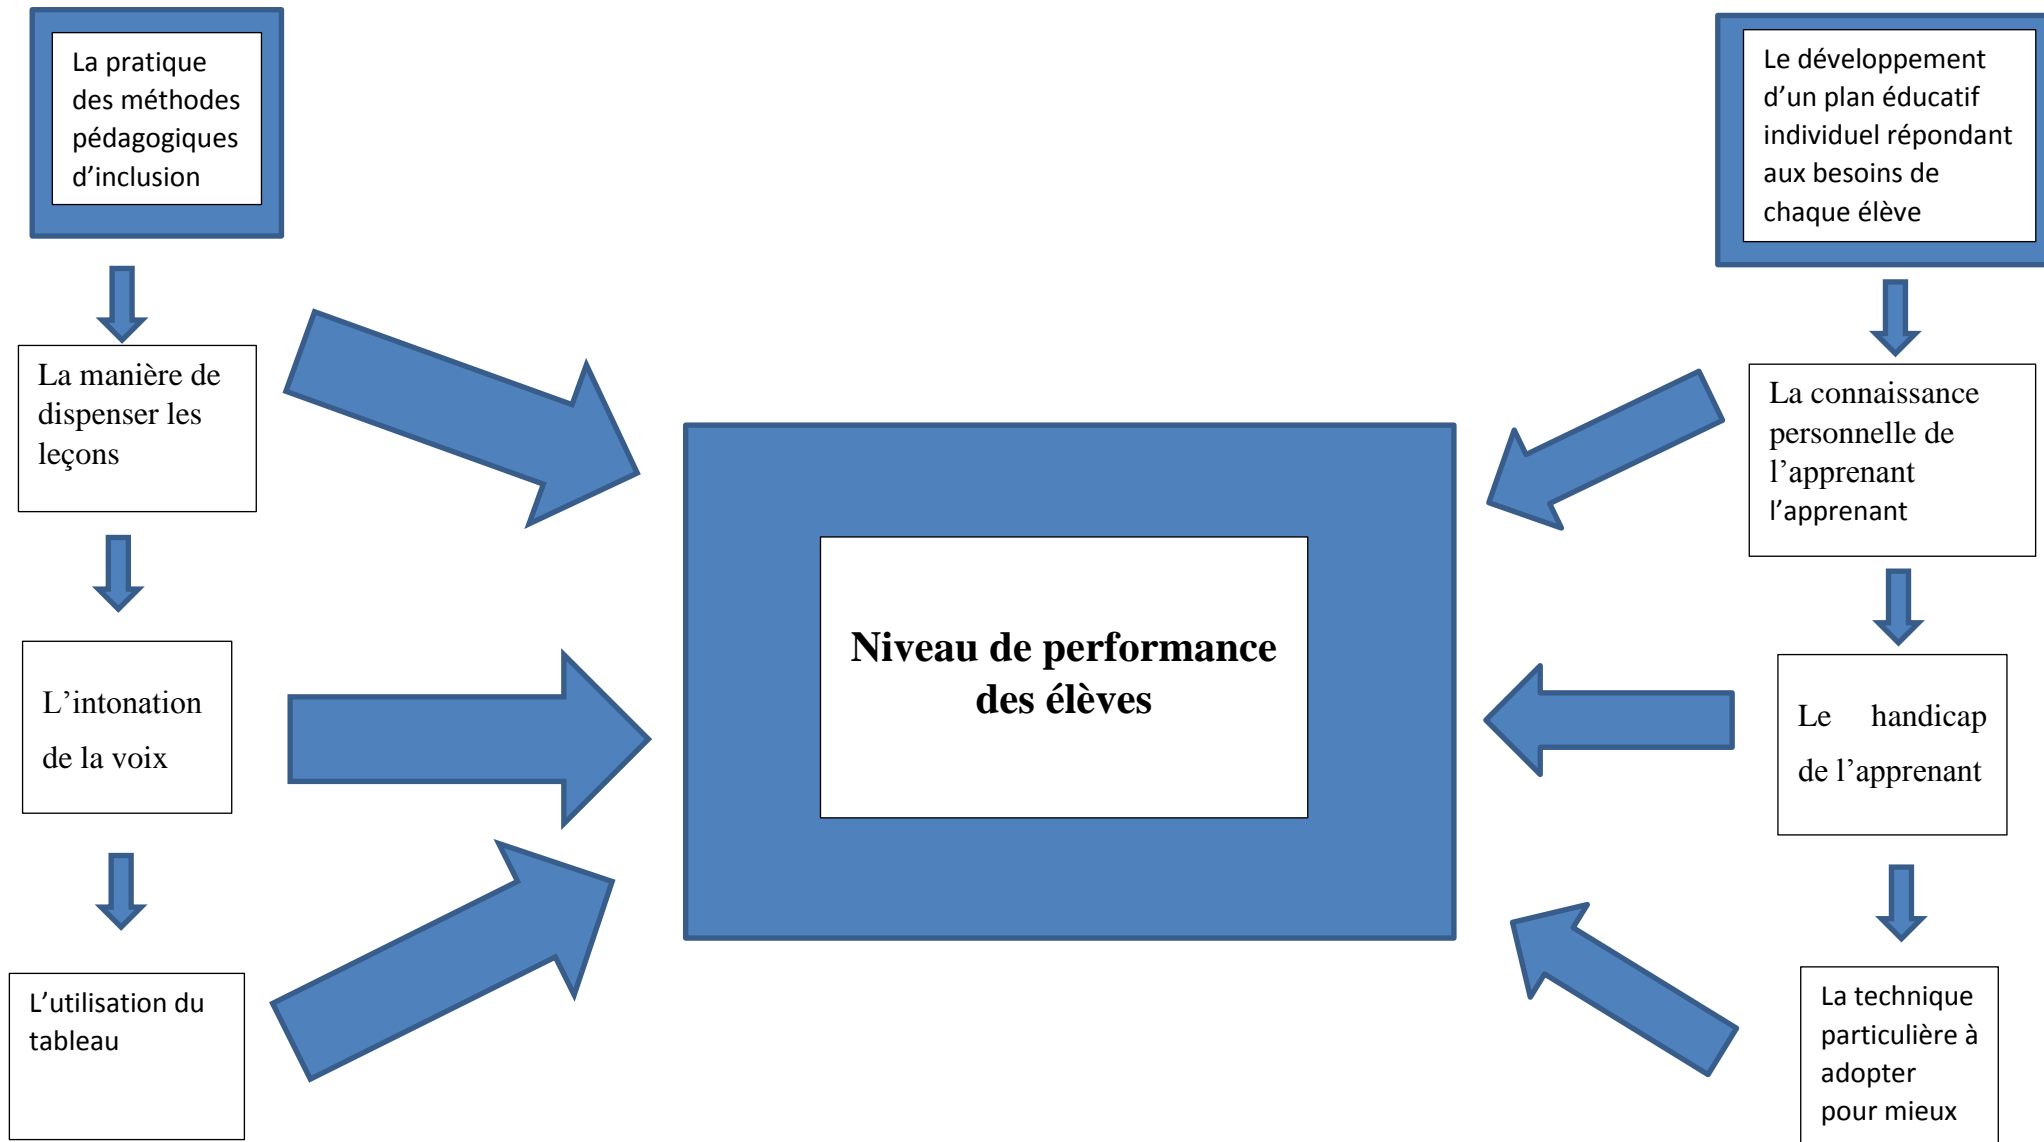 La pratique
des méthodes
pédagogiques
d’inclusion
La manière de
dispenser les
leçons
L’intonation
de la voix
L’utilisation du
tableau
Niveau de performance
des élèves
Le développement
d’un plan éducatif
individuel répondant
aux besoins de
chaque élève
La connaissance
personnelle de
l’apprenant
l’apprenant
Le handicap
de l’apprenant
La technique
particulière à
adopter
pour mieux